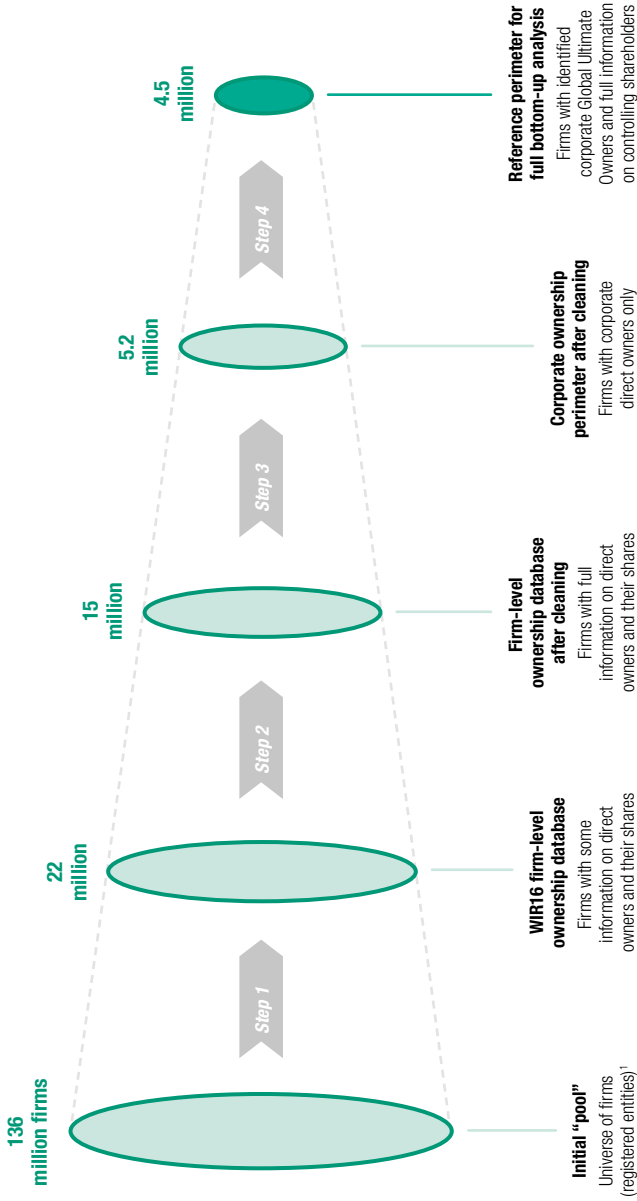 136
million firms
22
million
15
million
5.2
million
4.5
million
Step 1
Step 2
Step 3
Step 4
Initial “pool”
Universe of firms
(registered entities)¹
WIR16 firm-level
ownership database
Firms with some
information on direct
owners and their shares
Firm-level
ownership database
after cleaning
Firms with full
information on direct
owners and their shares
Corporate ownership
perimeter after cleaning
Firms with corporate
direct owners only
Reference perimeter for
full bottom-up analysis
Firms with identified
corporate Global Ultimate
Owners and full information
on controlling shareholders